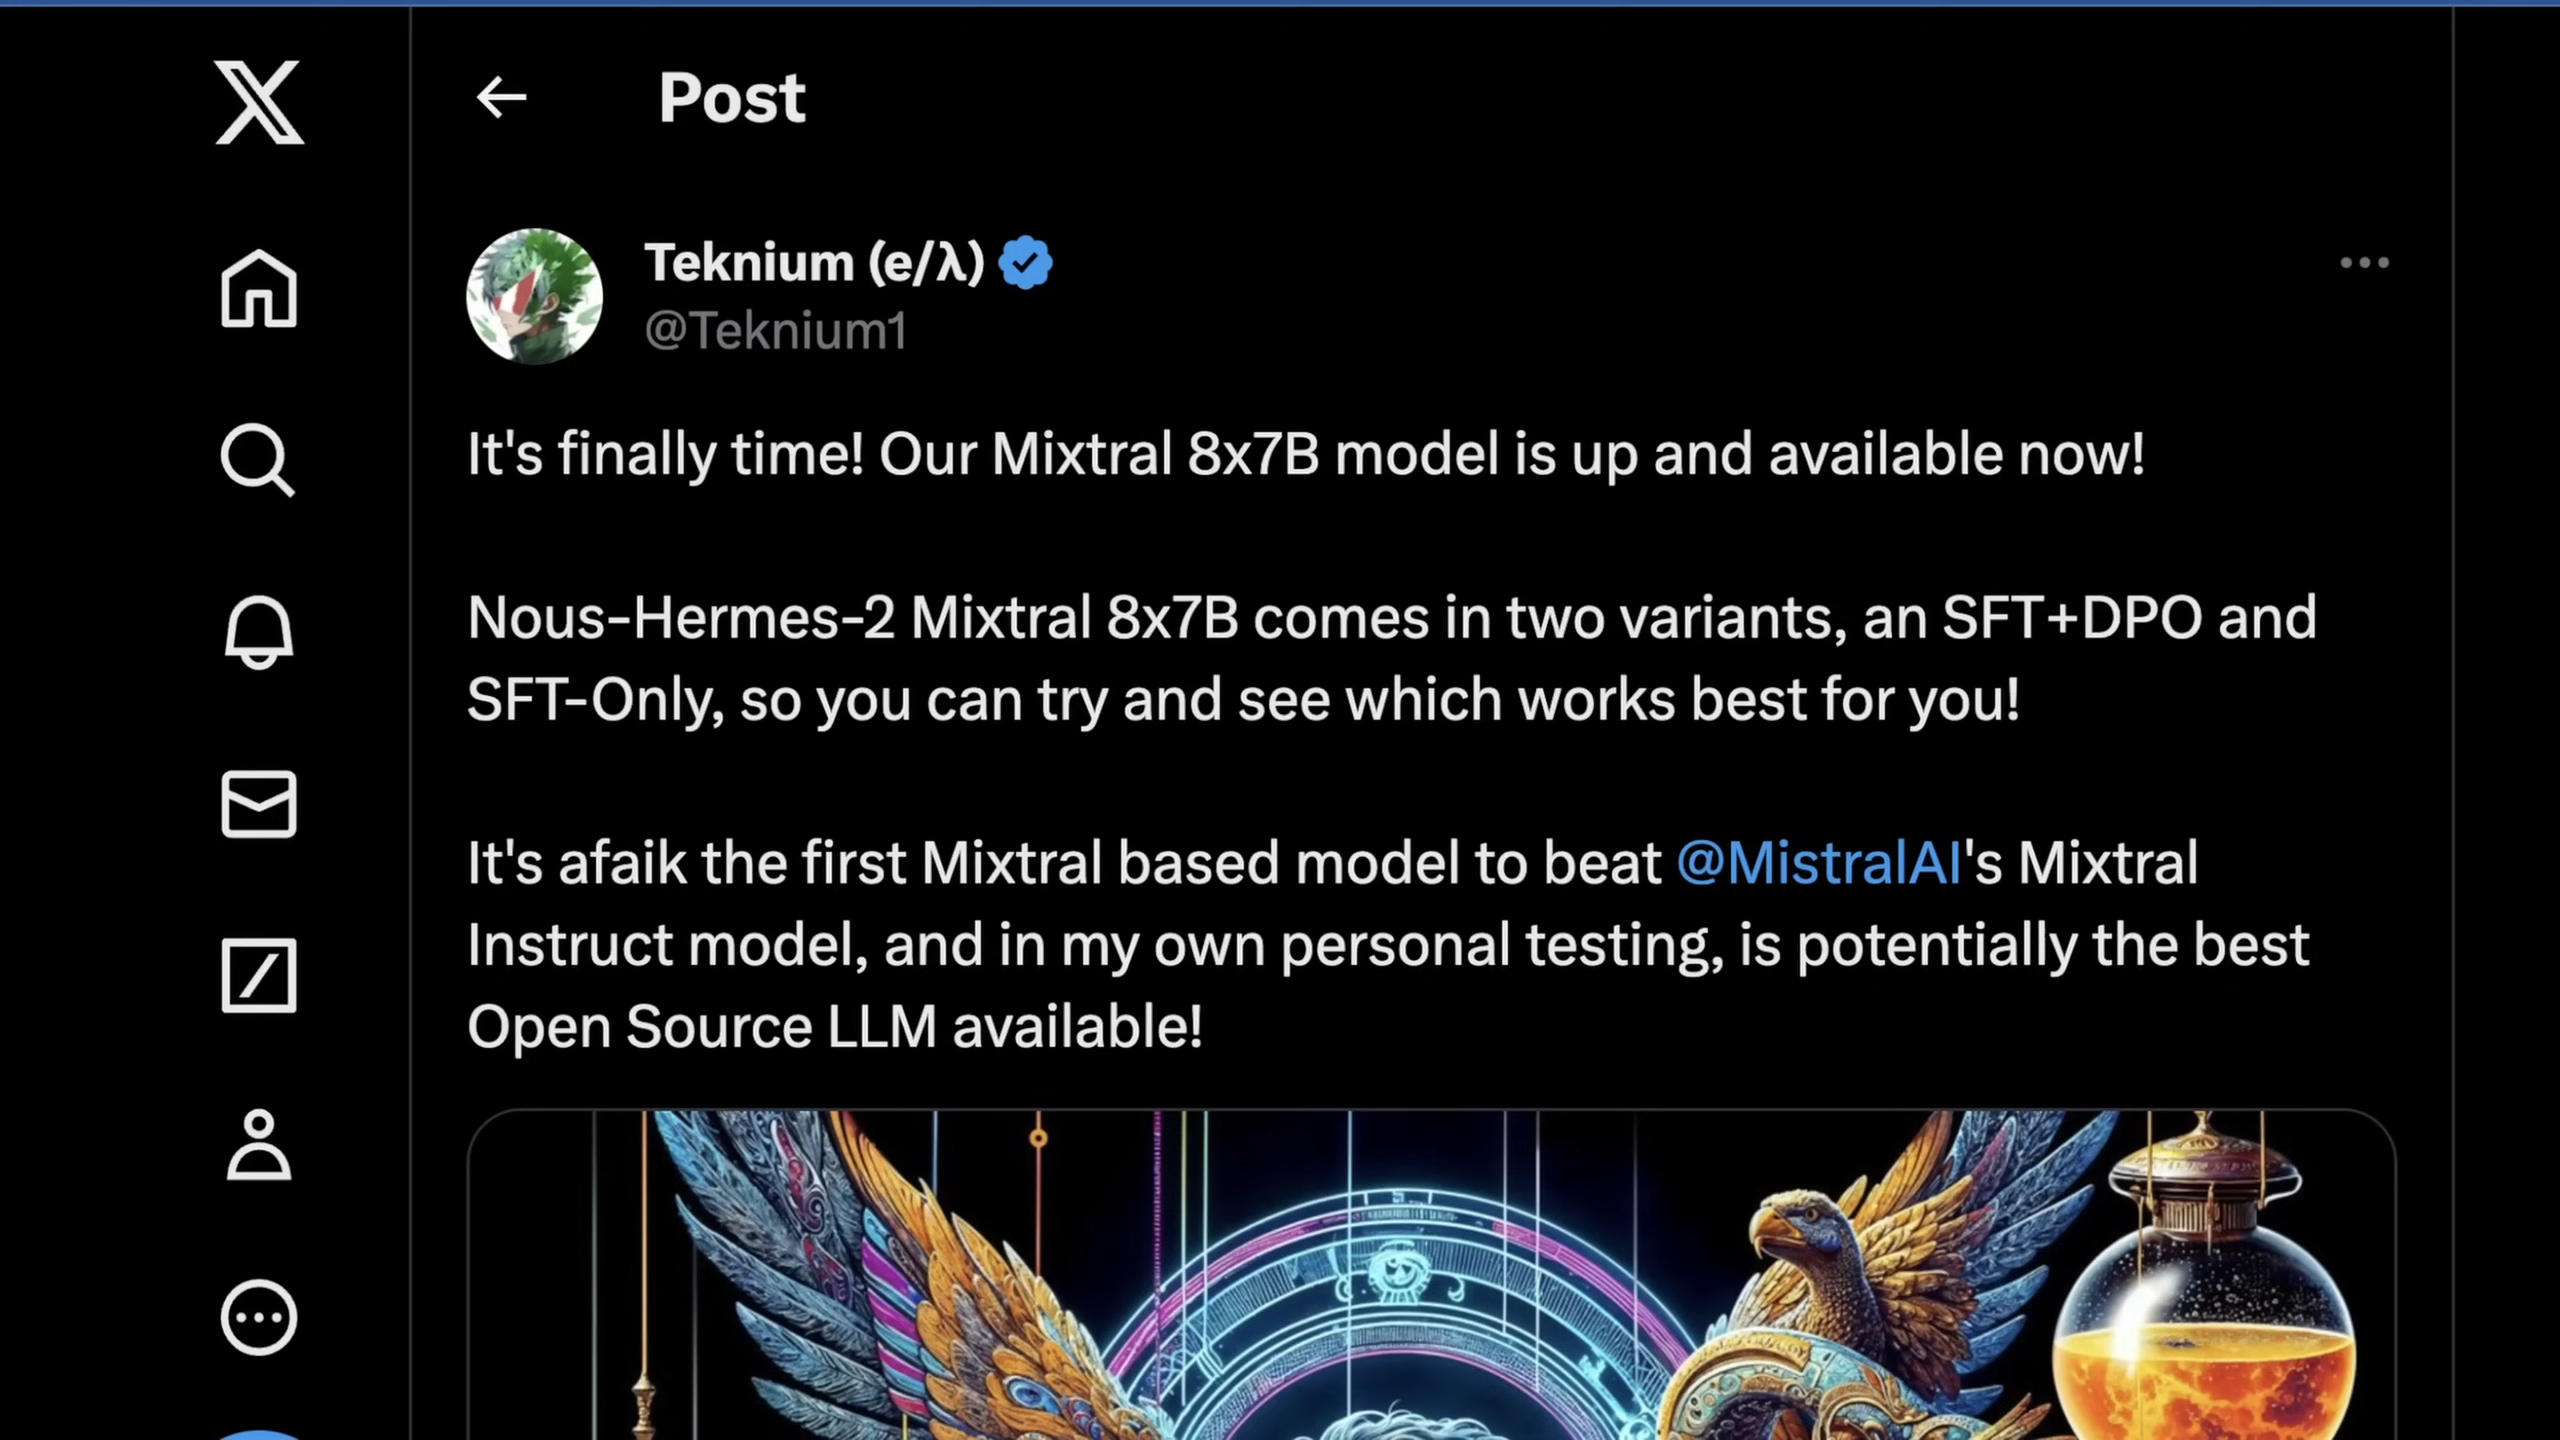 Post
Teknium (e/λ)
@Teknium1
It's finally time! Our Mixtral 8x7B model is up and available now!
Nous-Hermes-2 Mixtral 8x7B comes in two variants, an SFT+DPO and
SFT-Only, so you can try and see which works best for you!
It's afaik the first Mixtral based model to beat @MistralAI's Mixtral
Instruct model, and in my own personal testing, is potentially the best
Open Source LLM available!